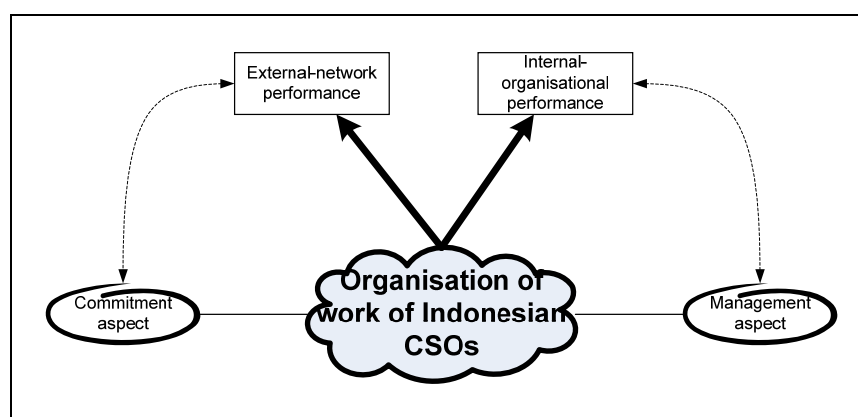 External-network
performance
Internal-
organisational
performance
Organisation of
work of Indonesian
CSOs
Commitment
aspect
Management
aspect